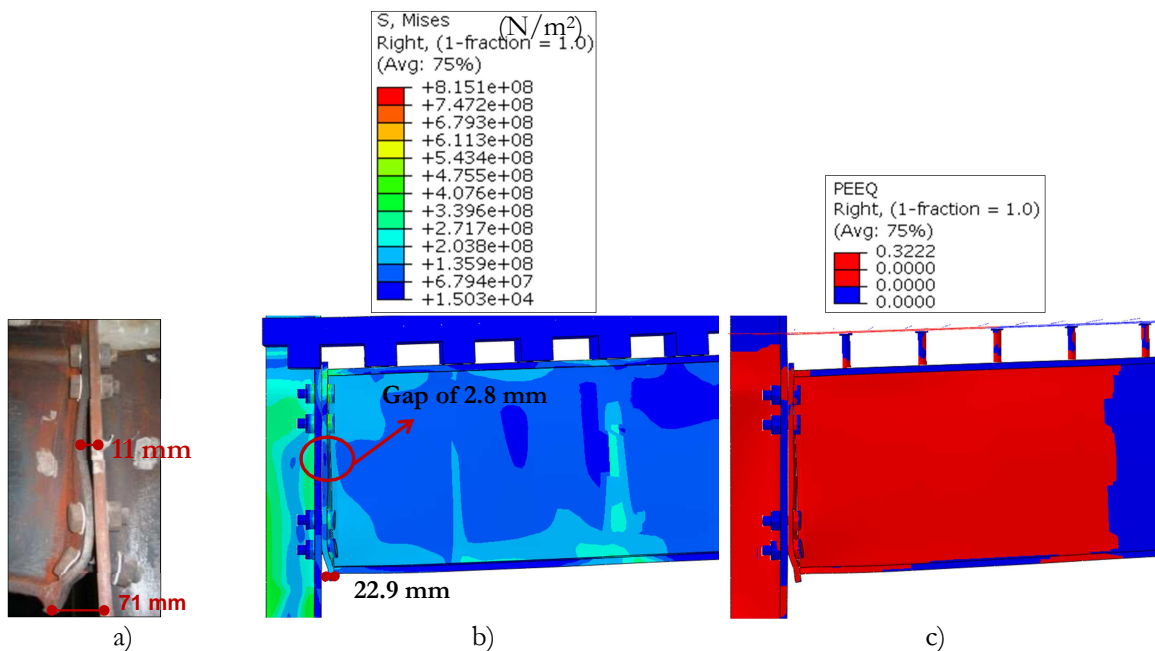 S, Mises (N/m²)
Right, (1-fraction = 1.0)
(Avg: 75%)
+8.151e+08
+7.472e+08
+6.793e+08
+6.113e+08
+5.434e+08
+4.755e+08
+4.076e+08
+3.396e+08
+2.717e+08
+2.038e+08
+1.359e+08
+6.794e+07
+1.503e+04
PEEQ
Right, (1-fraction = 1.0)
(Avg: 75%)
0.3222
0.0000
0.0000
0.0000
11 mm
71 mm
a)
Gap of 2.8 mm
22.9 mm
b)
c)